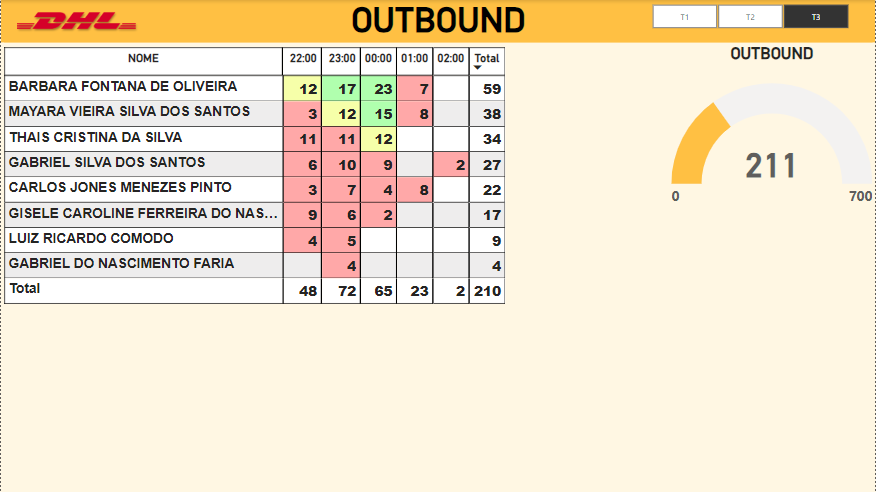 DHL
OUTBOUND
T1 T2 T3
NOME 22:00 23:00 00:00 01:00 02:00 Total
BARBARA FONTANA DE OLIVEIRA 12 17 23 7 59
MAYARA VIEIRA SILVA DOS SANTOS 3 12 15 8 38
THAIS CRISTINA DA SILVA 11 11 12 34
GABRIEL SILVA DOS SANTOS 6 10 9 2 27
CARLOS JONES MENEZES PINTO 3 7 4 8 22
GISELE CAROLINE FERREIRA DO NAS... 9 6 2 17
LUIZ RICARDO COMODO 4 5 9
GABRIEL DO NASCIMENTO FARIA 4 4
Total 48 72 65 23 2 210
OUTBOUND
211
0 700